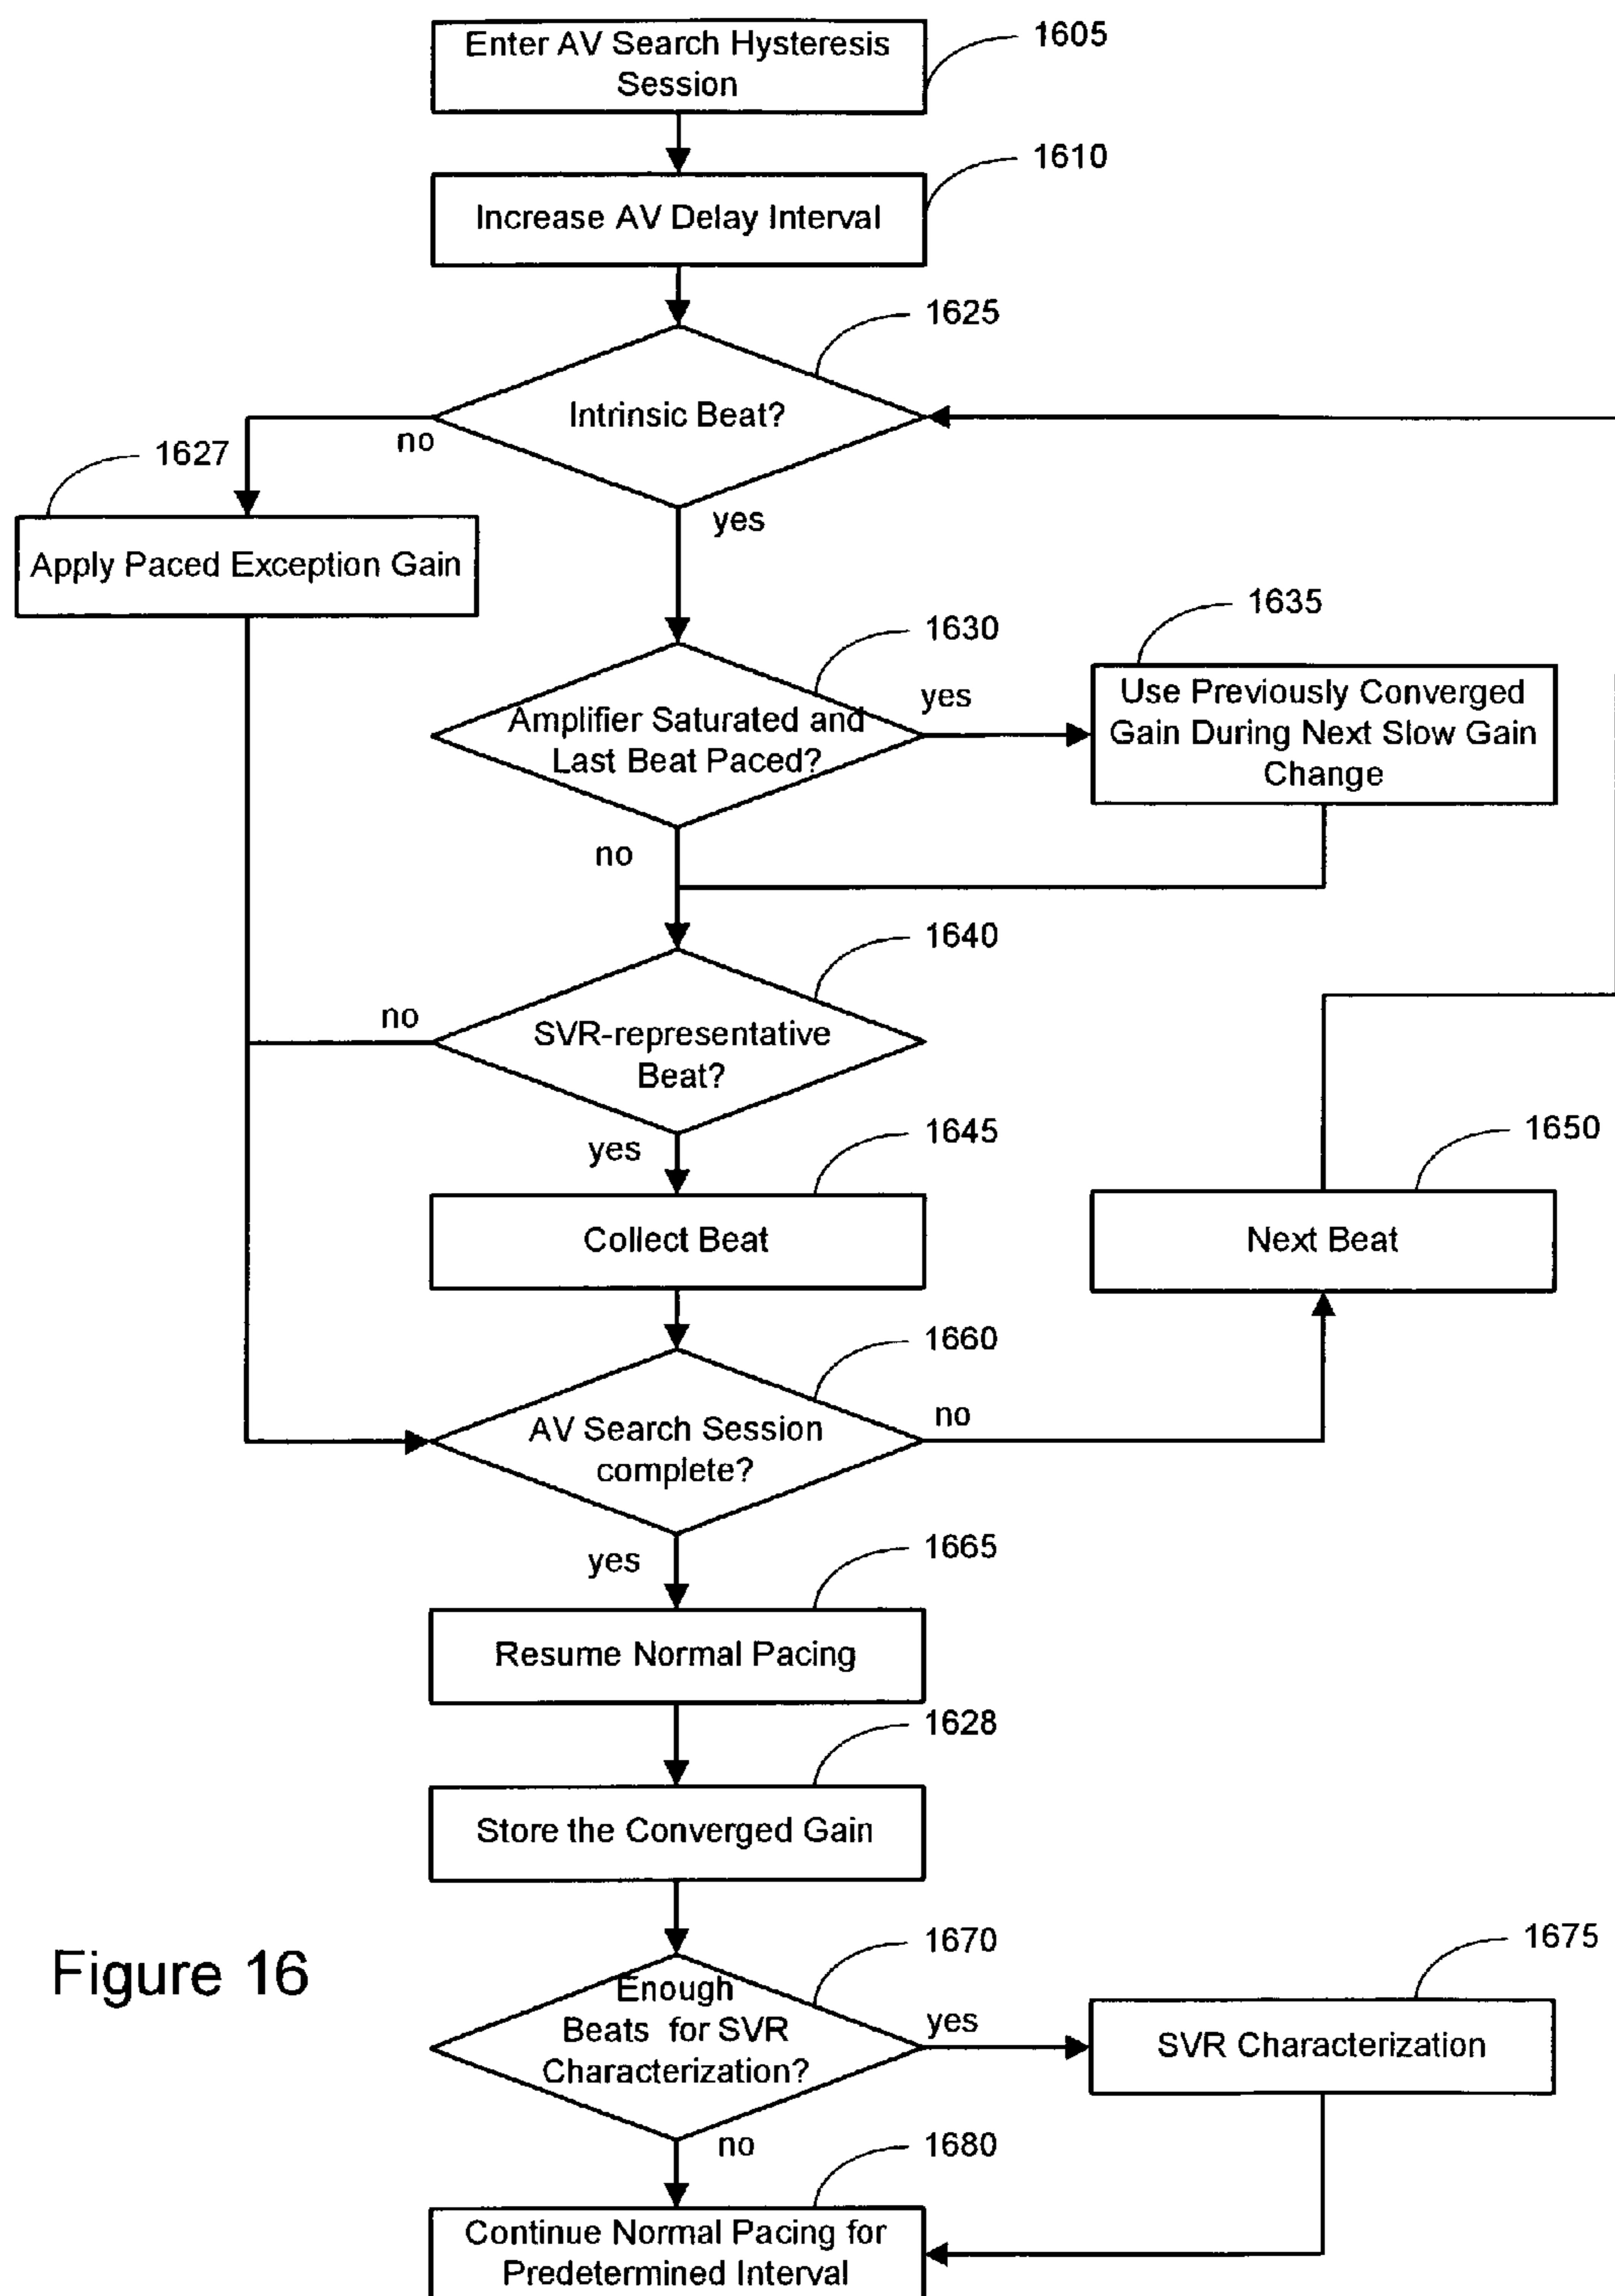 Enter AV Search Hysteresis
Session
1605
Increase AV Delay Interval
1610
Intrinsic Beat?
1625
no
yes
1627
Apply Paced Exception Gain
Amplifier Saturated and
Last Beat Paced?
1630
yes
no
1635
Use Previously Converged
Gain During Next Slow Gain
Change
SVR-representative
Beat?
1640
no
yes
1645
Collect Beat
1650
Next Beat
AV Search Session
complete?
1660
no
yes
1665
Resume Normal Pacing
1628
Store the Converged Gain
Enough
Beats for SVR
Characterization?
1670
yes
no
1675
SVR Characterization
1680
Continue Normal Pacing for
Predetermined Interval
Figure 16